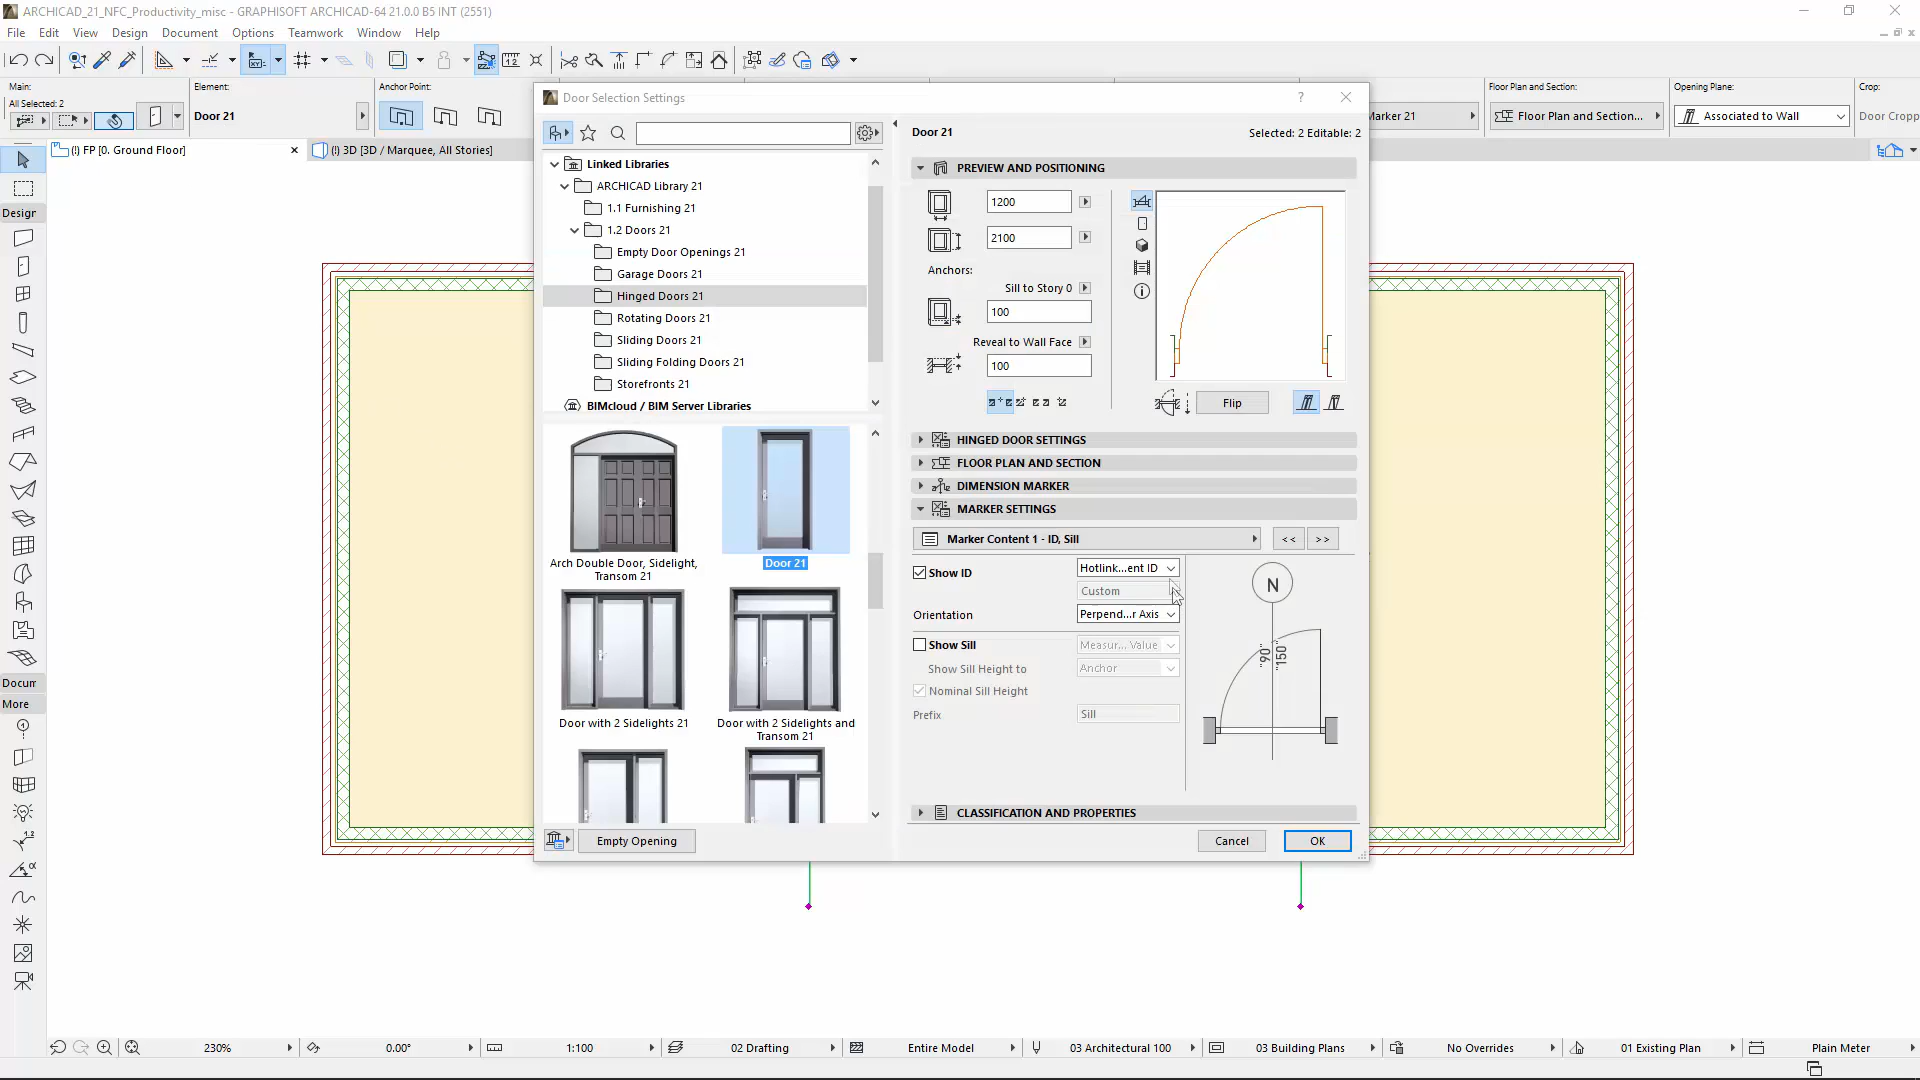 ARCHICAD_21_NFC_Productivity_misc - GRAPHISOFT ARCHICAD-64 21.0.0 B5 INT (2551)
File Edit View Design Document Options Teamwork Window Help
Main:
All Selected: 2
Element:
Door 21
Anchor Point:
Marker 21
Floor Plan and Section:
Floor Plan and Section...
Opening Plane:
Associated to Wall
Crop:
Door Cropp
(!) FP [0. Ground Floor]
(!) 3D [3D / Marquee, All Stories]
Design
Docum
More
Door Selection Settings
Linked Libraries
ARCHICAD Library 21
1.1 Furnishing 21
1.2 Doors 21
Empty Door Openings 21
Garage Doors 21
Hinged Doors 21
Rotating Doors 21
Sliding Doors 21
Sliding Folding Doors 21
Storefronts 21
BIMcloud / BIM Server Libraries
Arch Double Door, Sidelight, Transom 21
Door 21
Door with 2 Sidelights 21
Door with 2 Sidelights and Transom 21
Empty Opening
Door 21
Selected: 2 Editable: 2
PREVIEW AND POSITIONING
1200
2100
Anchors:
Sill to Story 0
100
Reveal to Wall Face
100
Flip
HINGED DOOR SETTINGS
FLOOR PLAN AND SECTION
DIMENSION MARKER
MARKER SETTINGS
Marker Content 1 - ID, Sill
<< >>
Show ID
Hotlink...ent ID
Custom
Orientation
Perpend...r Axis
Show Sill
Measur... Value
Show Sill Height to
Anchor
Nominal Sill Height
Prefix
Sill
N
90
150
CLASSIFICATION AND PROPERTIES
Cancel
OK
230%
0.00°
1:100
02 Drafting
Entire Model
03 Architectural 100
03 Building Plans
No Overrides
01 Existing Plan
Plain Meter